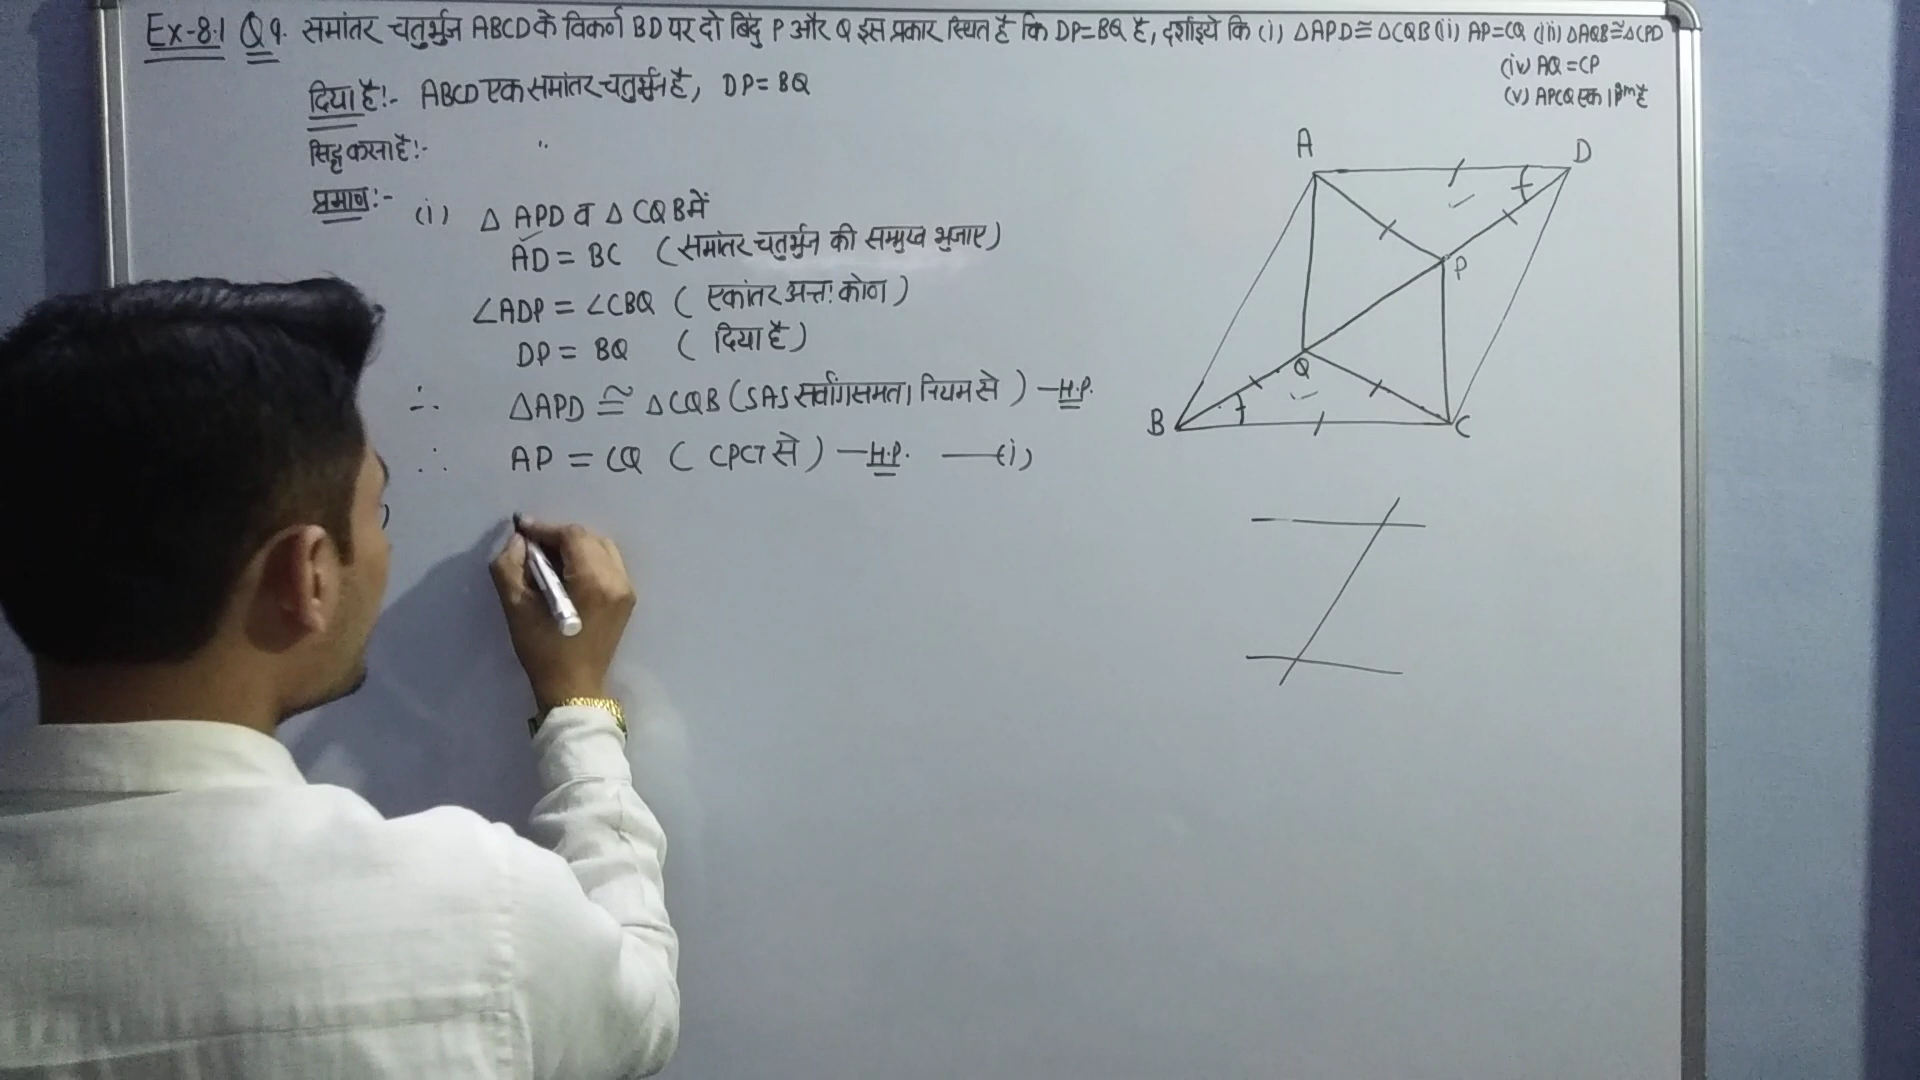 Ex-8.1 Q 9. समांतर चतुर्भुज ABCD के विकर्ण BD पर दो बिंदु P और Q इस प्रकार स्थित है कि DP=BQ है, दर्शाइये कि (i) △APD≅△CQB (ii) AP=CQ (iii) △AQB≅△CPD
(iv) AQ=CP
(v) APCQ एक ||gm है
दिया है:- ABCD एक समांतर चतुर्भुज है, DP=BQ
सिद्ध करना है:- "
प्रमाण:- (i) △ APD व △ CQB में
AD = BC (समांतर चतुर्भुज की सम्मुख भुजाए)
∠ADP = ∠CBQ (एकांतर अन्तः कोण)
DP = BQ (दिया है)
∴ △APD ≅ △CQB (SAS सर्वांगसमता नियम से) —H.P.
∴ AP = CQ (CPCT से) —H.P. —(i)
)
A
D
P
Q
B
C